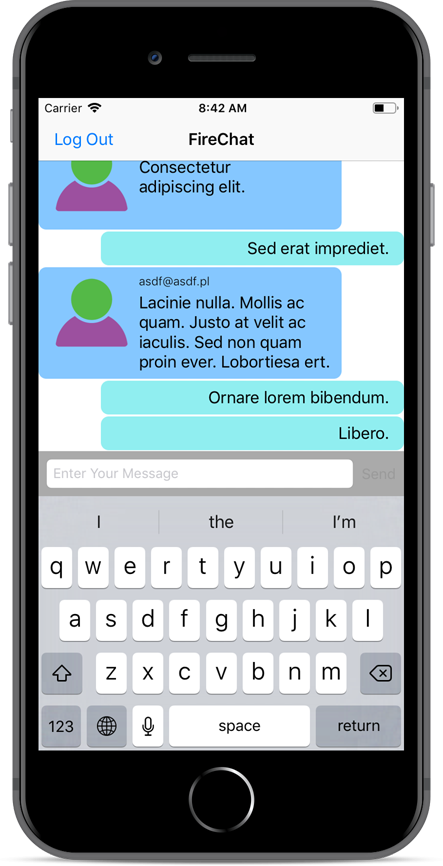 Carrier 8:42 AM
Log Out FireChat
Consectetur
adipiscing elit.
Sed erat imprediet.
asdf@asdf.pl
Lacinie nulla. Mollis ac
quam. Justo at velit ac
iaculis. Sed non quam
proin ever. Lobortiesa ert.
Ornare lorem bibendum.
Libero.
Enter Your Message Send
I the I'm
q w e r t y u i o p
a s d f g h j k l
z x c v b n m
123 space return